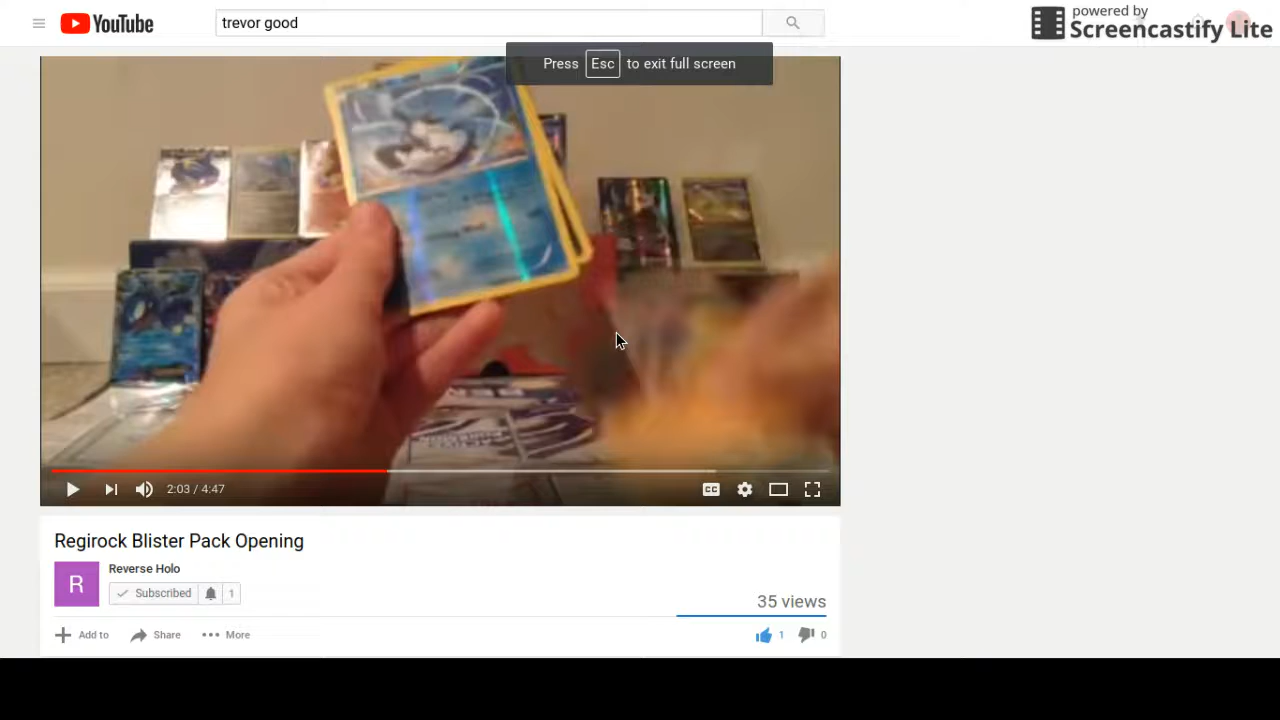 YouTube
trevor good
powered by
Screencastify Lite
Press Esc to exit full screen
2:03 / 4:47
CC
Regirock Blister Pack Opening
R
Reverse Holo
Subscribed 1
35 views
Add to Share More
1 0